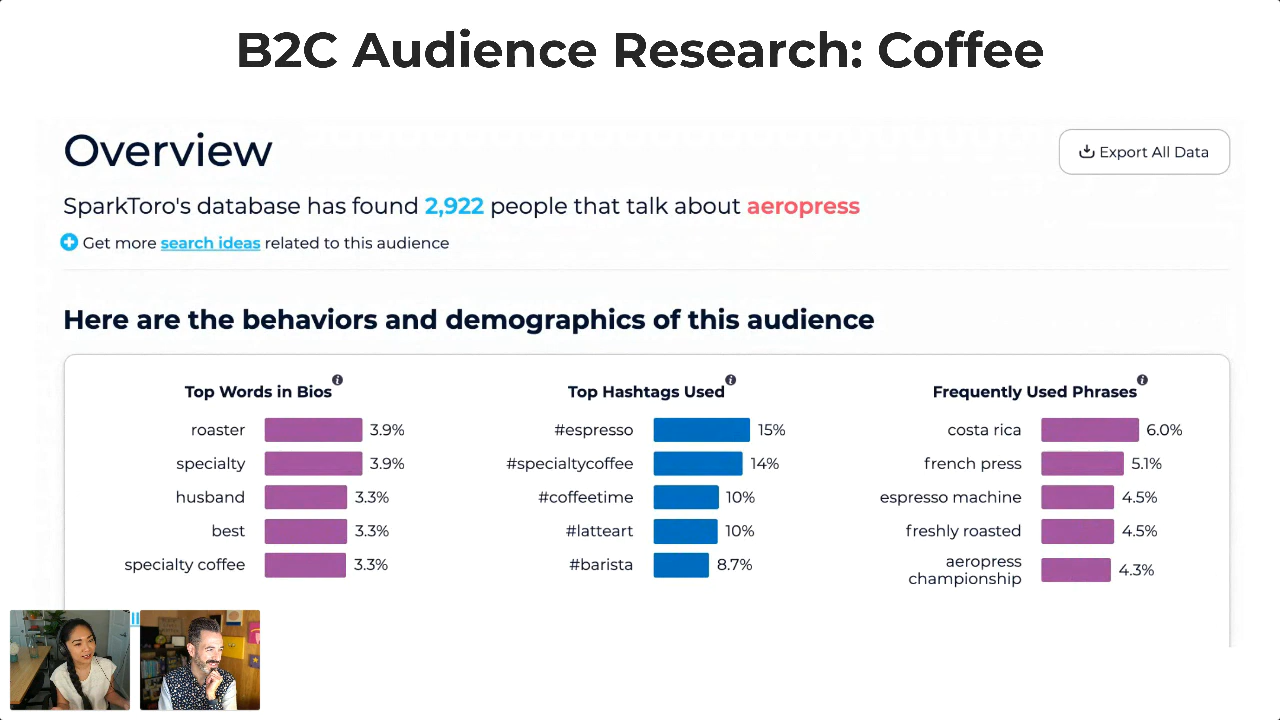 B2C Audience Research: Coffee
Overview
Export All Data
SparkToro's database has found 2,922 people that talk about aeropress
Get more search ideas related to this audience
Here are the behaviors and demographics of this audience
Top Words in Bios
roaster 3.9%
specialty 3.9%
husband 3.3%
best 3.3%
specialty coffee 3.3%
Top Hashtags Used
#espresso 15%
#specialtycoffee 14%
#coffeetime 10%
#latteart 10%
#barista 8.7%
Frequently Used Phrases
costa rica 6.0%
french press 5.1%
espresso machine 4.5%
freshly roasted 4.5%
aeropress
championship 4.3%